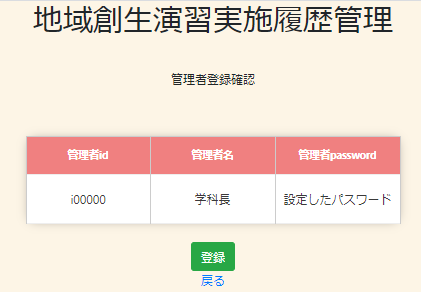 地域創生演習実施履歴管理
管理者登録確認
管理者id 管理者名 管理者password
i00000 学科長 設定したパスワード
登録
戻る